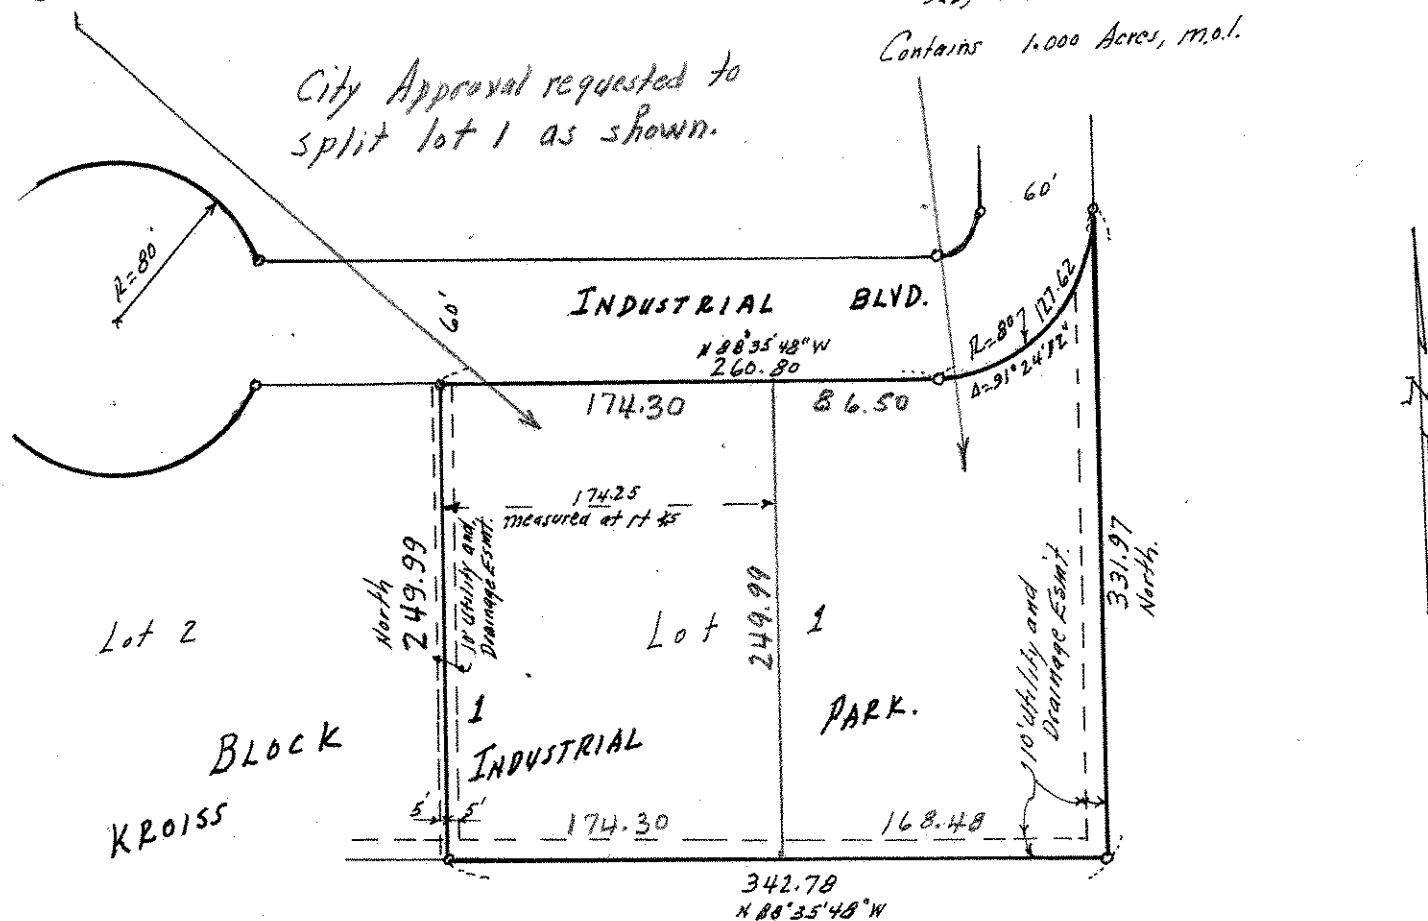 Contains 1.000 Acres, m.o.l.
City Approval requested to
split lot 1 as shown.
60'
R=80'
INDUSTRIAL BLVD.
60'
N 88°35'48"W
260.80
R=80'
127.62
Δ=91°24'12"
174.30
86.50
174.25
measured at rt ∡s
North
249.99
10' Utility and
Drainage Esmt.
249.99
331.97
North.
10' Utility and
Drainage Esmt.
Lot 2
Lot 1
BLOCK 1
KROISS INDUSTRIAL PARK.
5' 5'
174.30
168.48
342.78
N 88°35'48"W